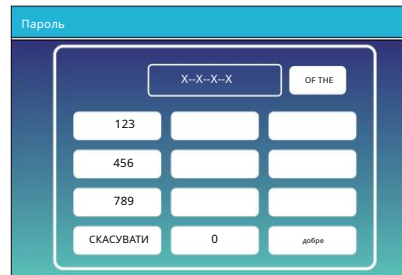 Пароль
X--X--X--X
OF THE
123
456
789
СКАСУВАТИ
0
добре